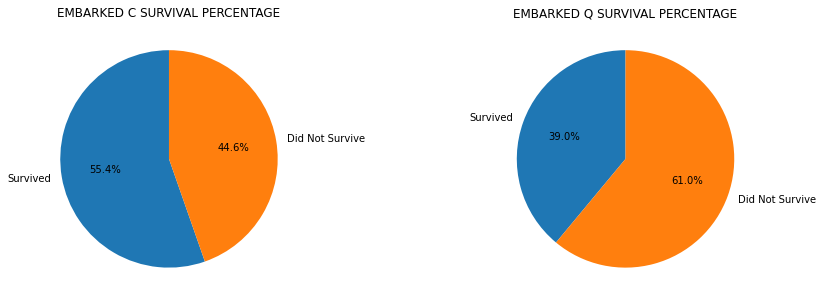 EMBARKED C SURVIVAL PERCENTAGE
Survived
55.4%
44.6%
Did Not Survive
EMBARKED Q SURVIVAL PERCENTAGE
Survived
39.0%
61.0%
Did Not Survive